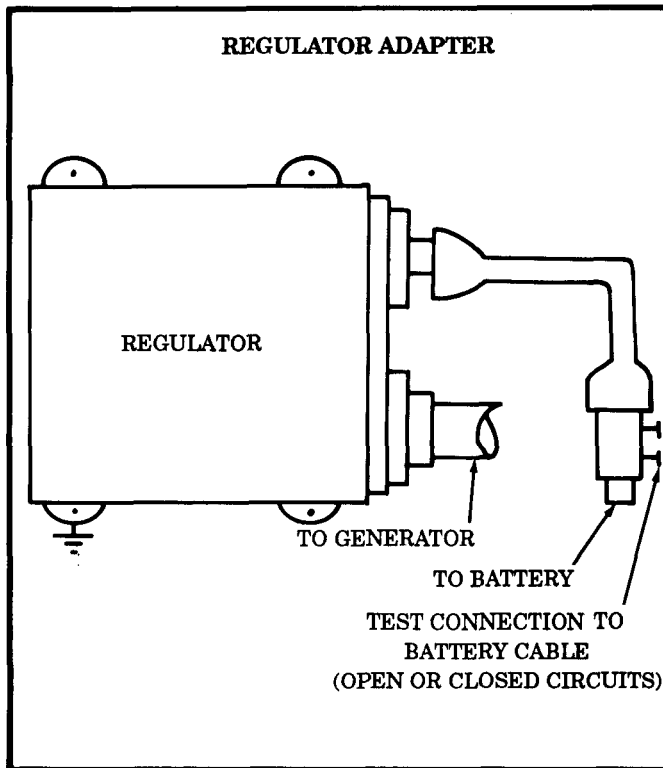 REGULATOR ADAPTER
REGULATOR
TO GENERATOR
TO BATTERY
TEST CONNECTION TO
BATTERY CABLE
(OPEN OR CLOSED CIRCUITS)